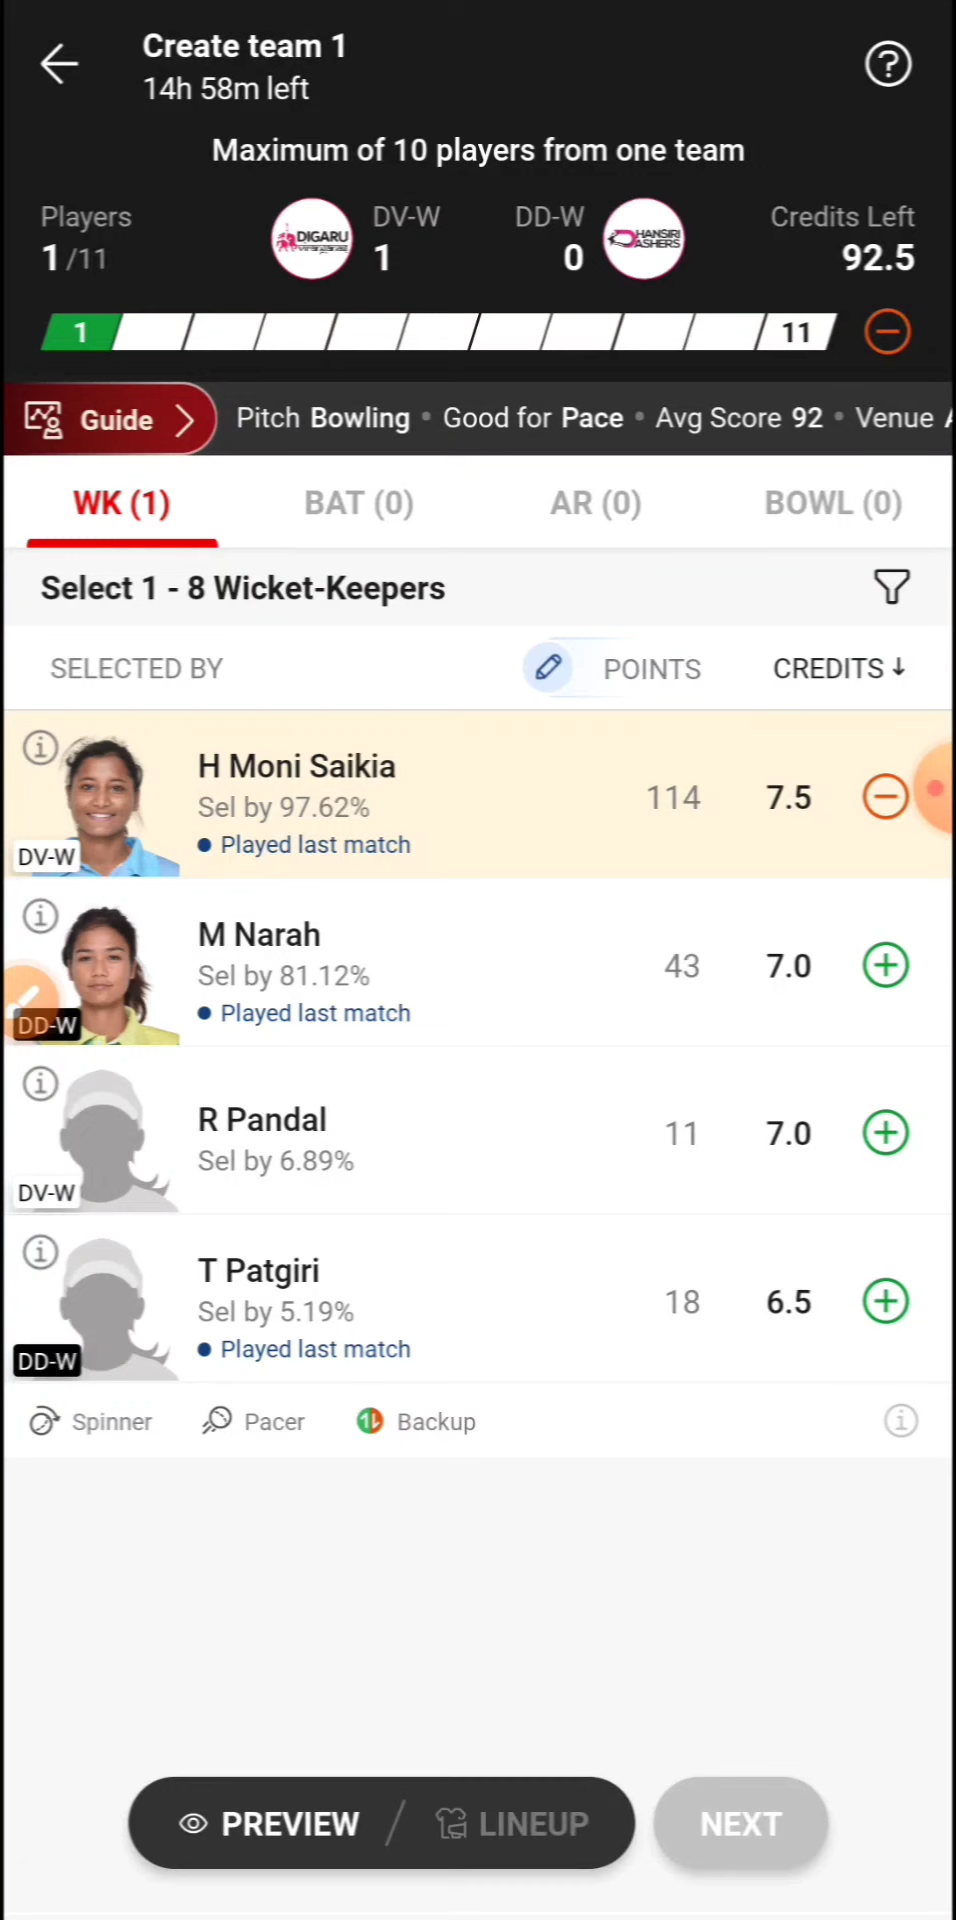 Create team 1
14h 58m left
Maximum of 10 players from one team
Players
1/11
DIGARU
DV-W
1
DD-W
0
DHANSIRI
DASHERS
Credits Left
92.5
1
11
Guide
Pitch Bowling • Good for Pace • Avg Score 92 • Venue
WK (1)
BAT (0)
AR (0)
BOWL (0)
Select 1 - 8 Wicket-Keepers
SELECTED BY
POINTS
CREDITS ↓
H Moni Saikia
Sel by 97.62%
• Played last match
DV-W
114
7.5
M Narah
Sel by 81.12%
• Played last match
DD-W
43
7.0
R Pandal
Sel by 6.89%
DV-W
11
7.0
T Patgiri
Sel by 5.19%
• Played last match
DD-W
18
6.5
Spinner
Pacer
Backup
PREVIEW / LINEUP
NEXT